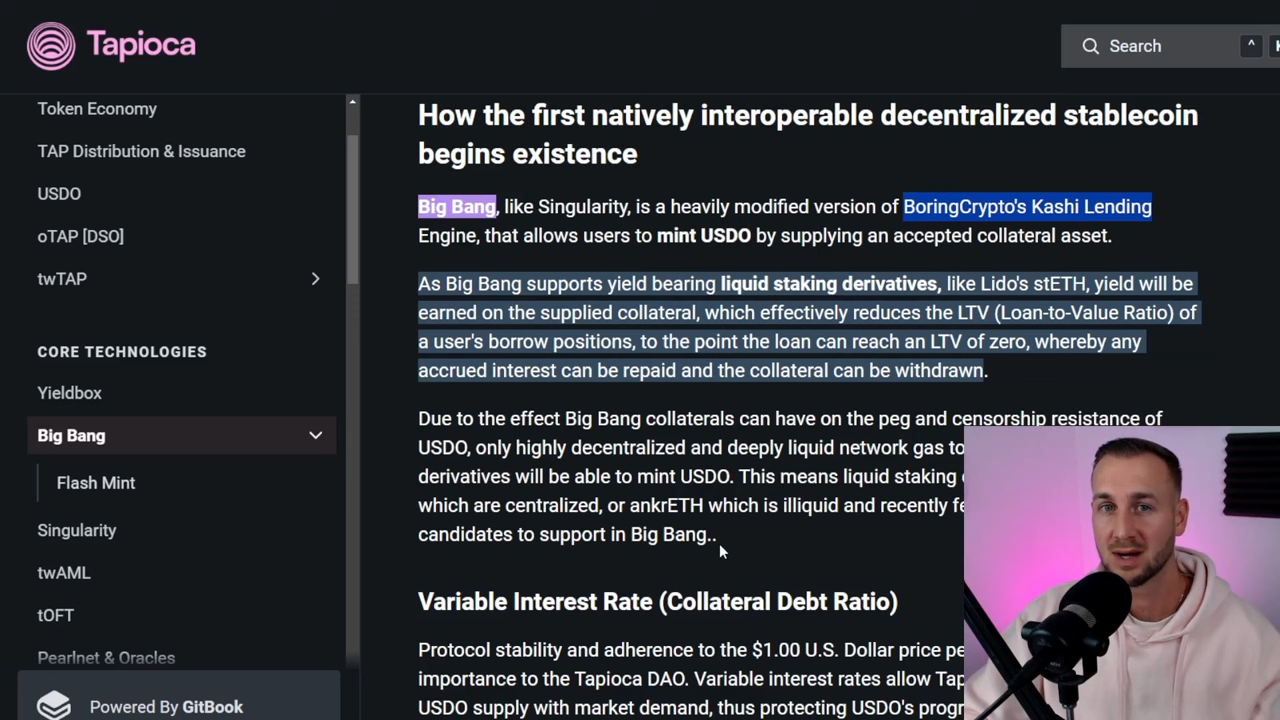 Tapioca
Search
^
K
Token Economy
TAP Distribution & Issuance
USDO
oTAP [DSO]
twTAP
CORE TECHNOLOGIES
Yieldbox
Big Bang
Flash Mint
Singularity
twAML
tOFT
Pearlnet & Oracles
Powered By GitBook
How the first natively interoperable decentralized stablecoin
begins existence
Big Bang, like Singularity, is a heavily modified version of BoringCrypto's Kashi Lending
Engine, that allows users to mint USDO by supplying an accepted collateral asset.
As Big Bang supports yield bearing liquid staking derivatives, like Lido's stETH, yield will be
earned on the supplied collateral, which effectively reduces the LTV (Loan-to-Value Ratio) of
a user's borrow positions, to the point the loan can reach an LTV of zero, whereby any
accrued interest can be repaid and the collateral can be withdrawn.
Due to the effect Big Bang collaterals can have on the peg and censorship resistance of
USDO, only highly decentralized and deeply liquid network gas to
derivatives will be able to mint USDO. This means liquid staking
which are centralized, or ankrETH which is illiquid and recently
candidates to support in Big Bang..
Variable Interest Rate (Collateral Debt Ratio)
Protocol stability and adherence to the $1.00 U.S. Dollar price
importance to the Tapioca DAO. Variable interest rates allow
USDO supply with market demand, thus protecting USDO's